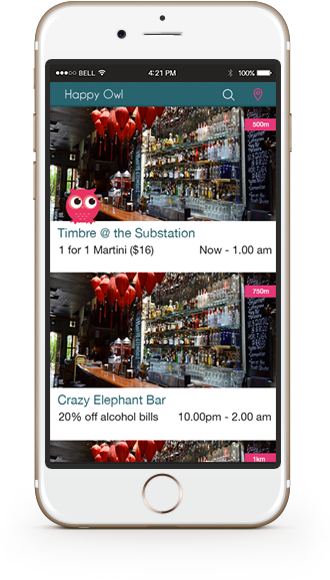 BELL 4:21 PM 100%
Happy Owl
500m
Timbre @ the Substation
1 for 1 Martini ($16) Now - 1.00 am
750m
Crazy Elephant Bar
20% off alcohol bills 10.00pm - 2.00 am
1km